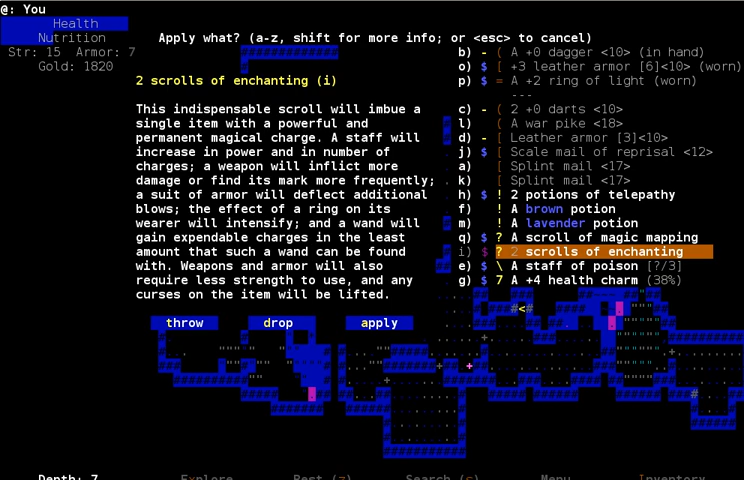 @: You
Health
Nutrition
Str: 15 Armor: 7
Gold: 1820
Apply what? (a-z, shift for more info; or <esc> to cancel)
2 scrolls of enchanting (i)
This indispensable scroll will imbue a
single item with a powerful and
permanent magical charge. A staff will
increase in power and in number of
charges; a weapon will inflict more
damage or find its mark more frequently;
a suit of armor will deflect additional
blows; the effect of a ring on its
wearer will intensify; and a wand will
gain expendable charges in the least
amount that such a wand can be found
with. Weapons and armor will also
require less strength to use, and any
curses on the item will be lifted.
throw drop apply
b) - ( A +0 dagger <10> (in hand)
o) $ [ +3 leather armor [6]<10> (worn)
p) $ = A +2 ring of light (worn)
---
c) - ( 2 +0 darts <10>
l) ( A war pike <18>
d) - [ Leather armor [3]<10>
j) $ [ Scale mail of reprisal <12>
a) [ Splint mail <17>
k) [ Splint mail <17>
h) $ ! 2 potions of telepathy
f) ! A brown potion
m) ! A lavender potion
q) $ ? A scroll of magic mapping
i) $ ? 2 scrolls of enchanting
e) $ \ A staff of poison [?/3]
g) $ 7 A +4 health charm (38%)
Depth: 7 Explore Rest (Z) Search (s) Menu Inventory